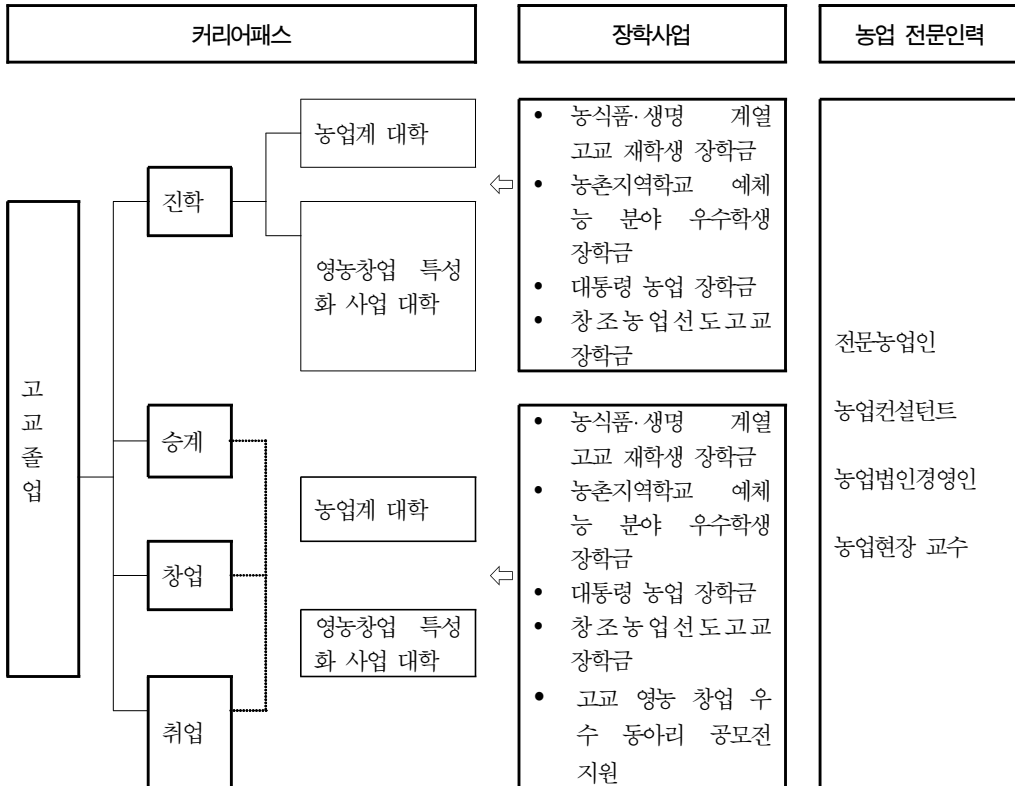 커리어패스
장학사업
농업 전문인력
고
교
졸
업
진학
승계
창업
취업
농업계 대학
영농창업 특성
화 사업 대학
농업계 대학
영농창업 특성
화 사업 대학
• 농식품·생명 계열
고교 재학생 장학금
• 농촌지역학교 예체
능 분야 우수학생
장학금
• 대통령 농업 장학금
• 창조농업선도고교
장학금
• 농식품·생명 계열
고교 재학생 장학금
• 농촌지역학교 예체
능 분야 우수학생
장학금
• 대통령 농업 장학금
• 창조농업선도고교
장학금
• 고교 영농 창업 우
수 동아리 공모전
지원
전문농업인
농업컨설턴트
농업법인경영인
농업현장 교수